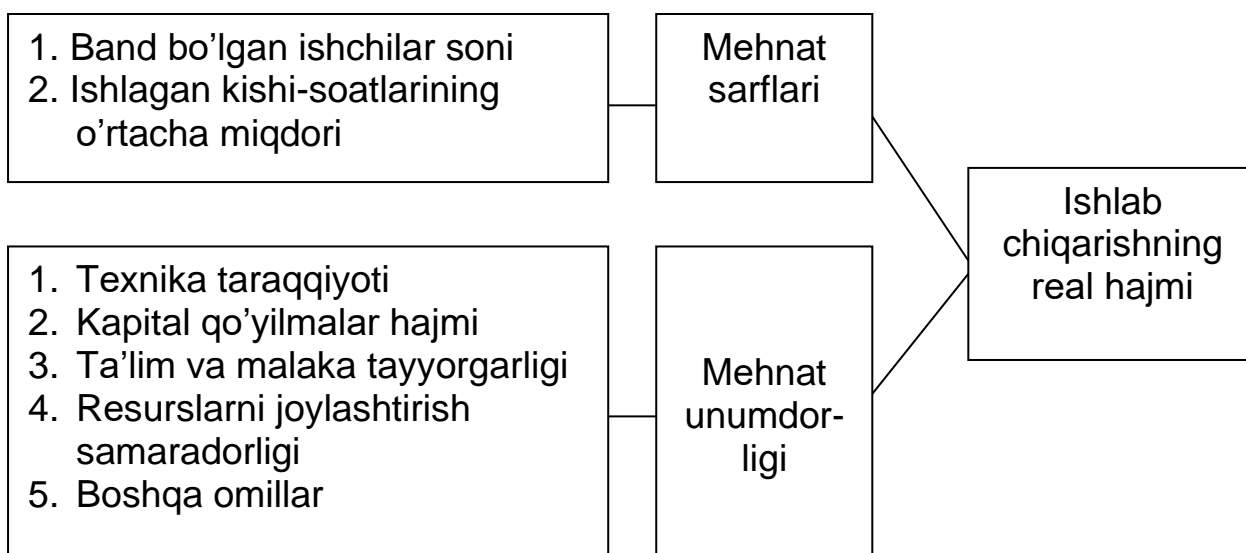 1. Band bo’lgan ishchilar soni
2. Ishlagan kishi-soatlarining
o’rtacha miqdori
Mehnat
sarflari
1. Texnika taraqqiyoti
2. Kapital qo’yilmalar hajmi
3. Ta’lim va malaka tayyorgarligi
4. Resurslarni joylashtirish
samaradorligi
5. Boshqa omillar
Mehnat
unumdor-
ligi
Ishlab
chiqarishning
real hajmi